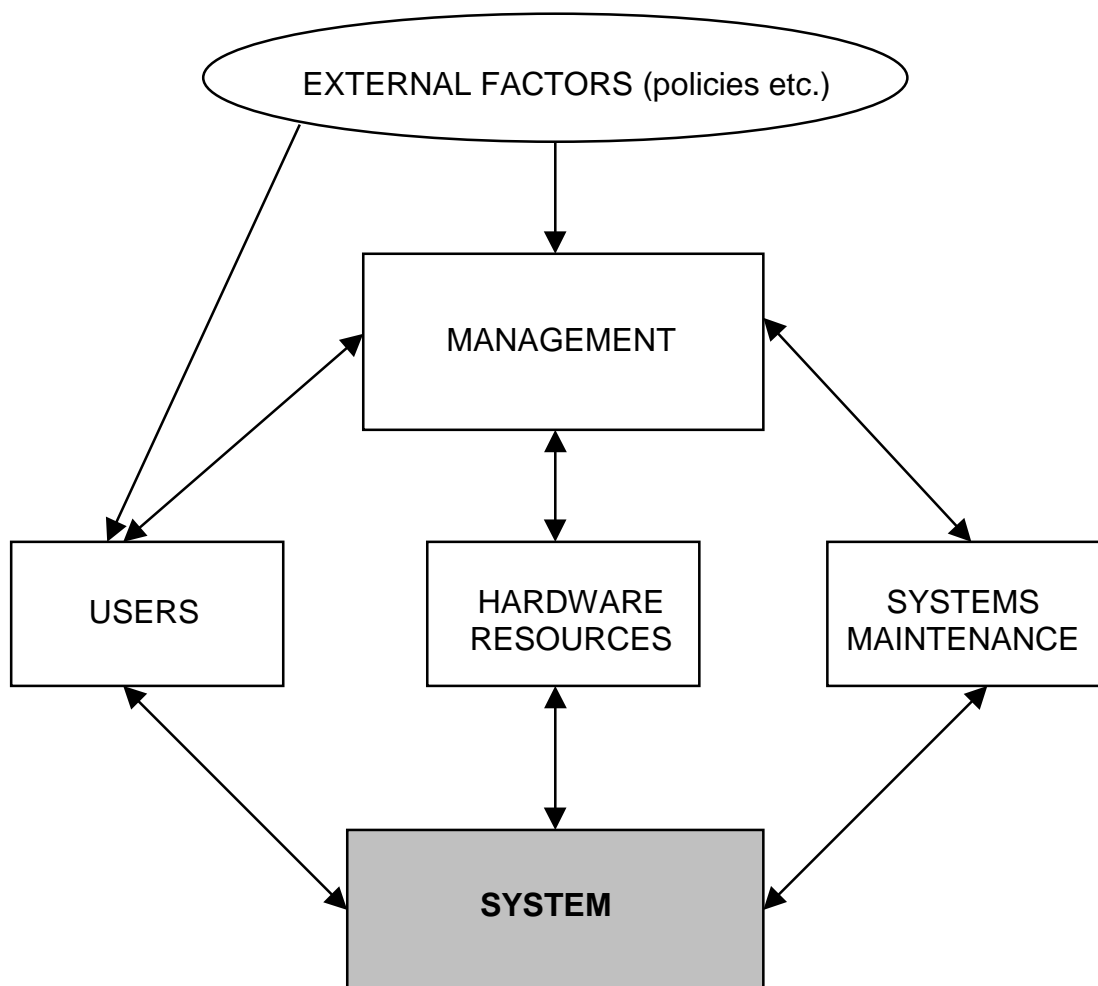 EXTERNAL FACTORS (policies etc.)
MANAGEMENT
USERS
HARDWARE
RESOURCES
SYSTEMS
MAINTENANCE
SYSTEM